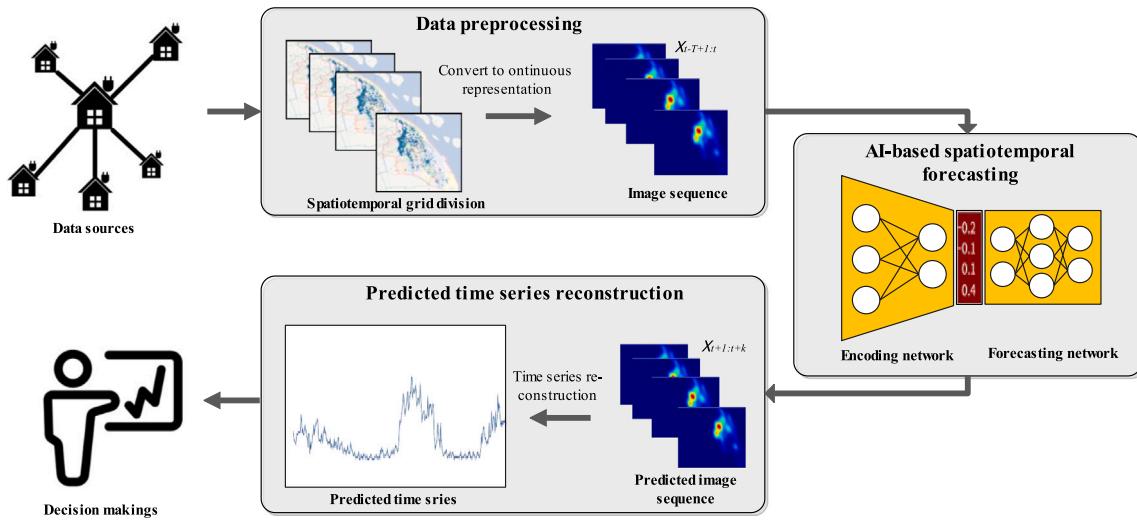 Data preprocessing
X t-T+1:t
Convert to ontinuous
representation
Spatiotemporal grid division
Image sequence
Data sources
AI-based spatiotemporal
forecasting
-0.2
-0.1
0.1
0.4
Encoding network
Forecasting network
Predicted time series reconstruction
X t+1:t+k
Time series re-
construction
Predicted time sries
Predicted image
sequence
Decision makings